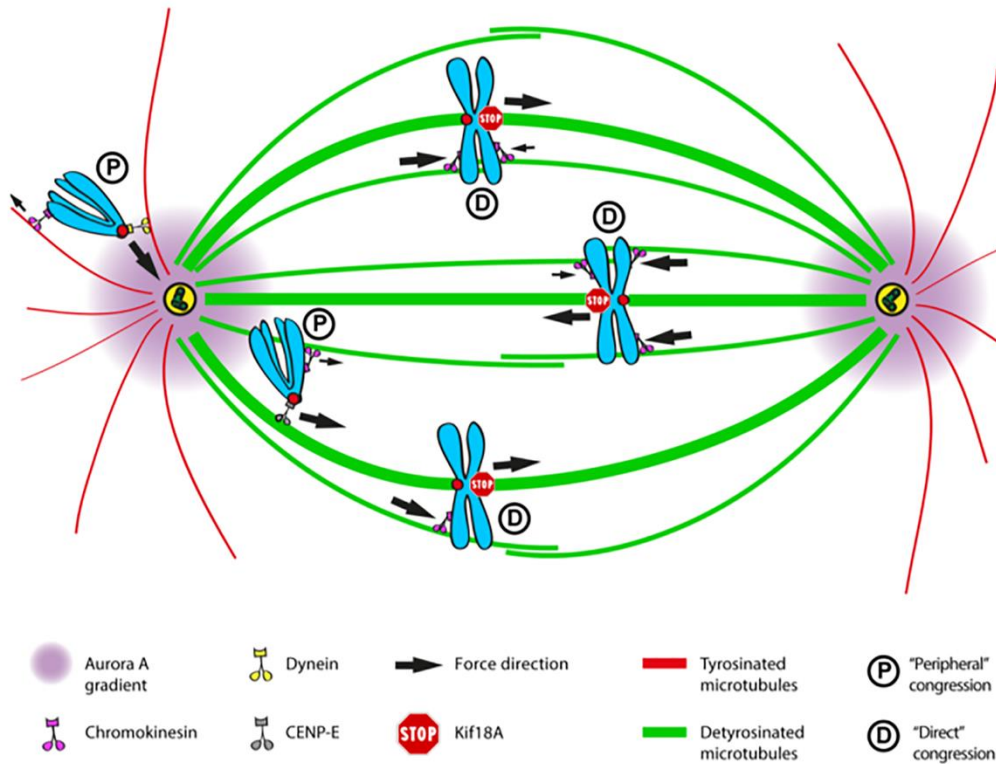 P
STOP
D
D
STOP
P
STOP
D
Aurora A
gradient
Dynein
Force direction
Tyrosinated
microtubules
P
"Peripheral"
congression
Chromokinesin
CENP-E
STOP
Kif18A
Detyrosinated
microtubules
D
"Direct"
congression